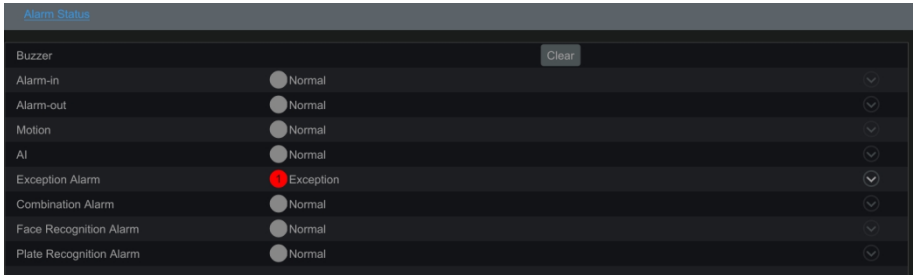 Alarm Status
Buzzer Clear
Alarm-in Normal
Alarm-out Normal
Motion Normal
AI Normal
Exception Alarm 1 Exception
Combination Alarm Normal
Face Recognition Alarm Normal
Plate Recognition Alarm Normal